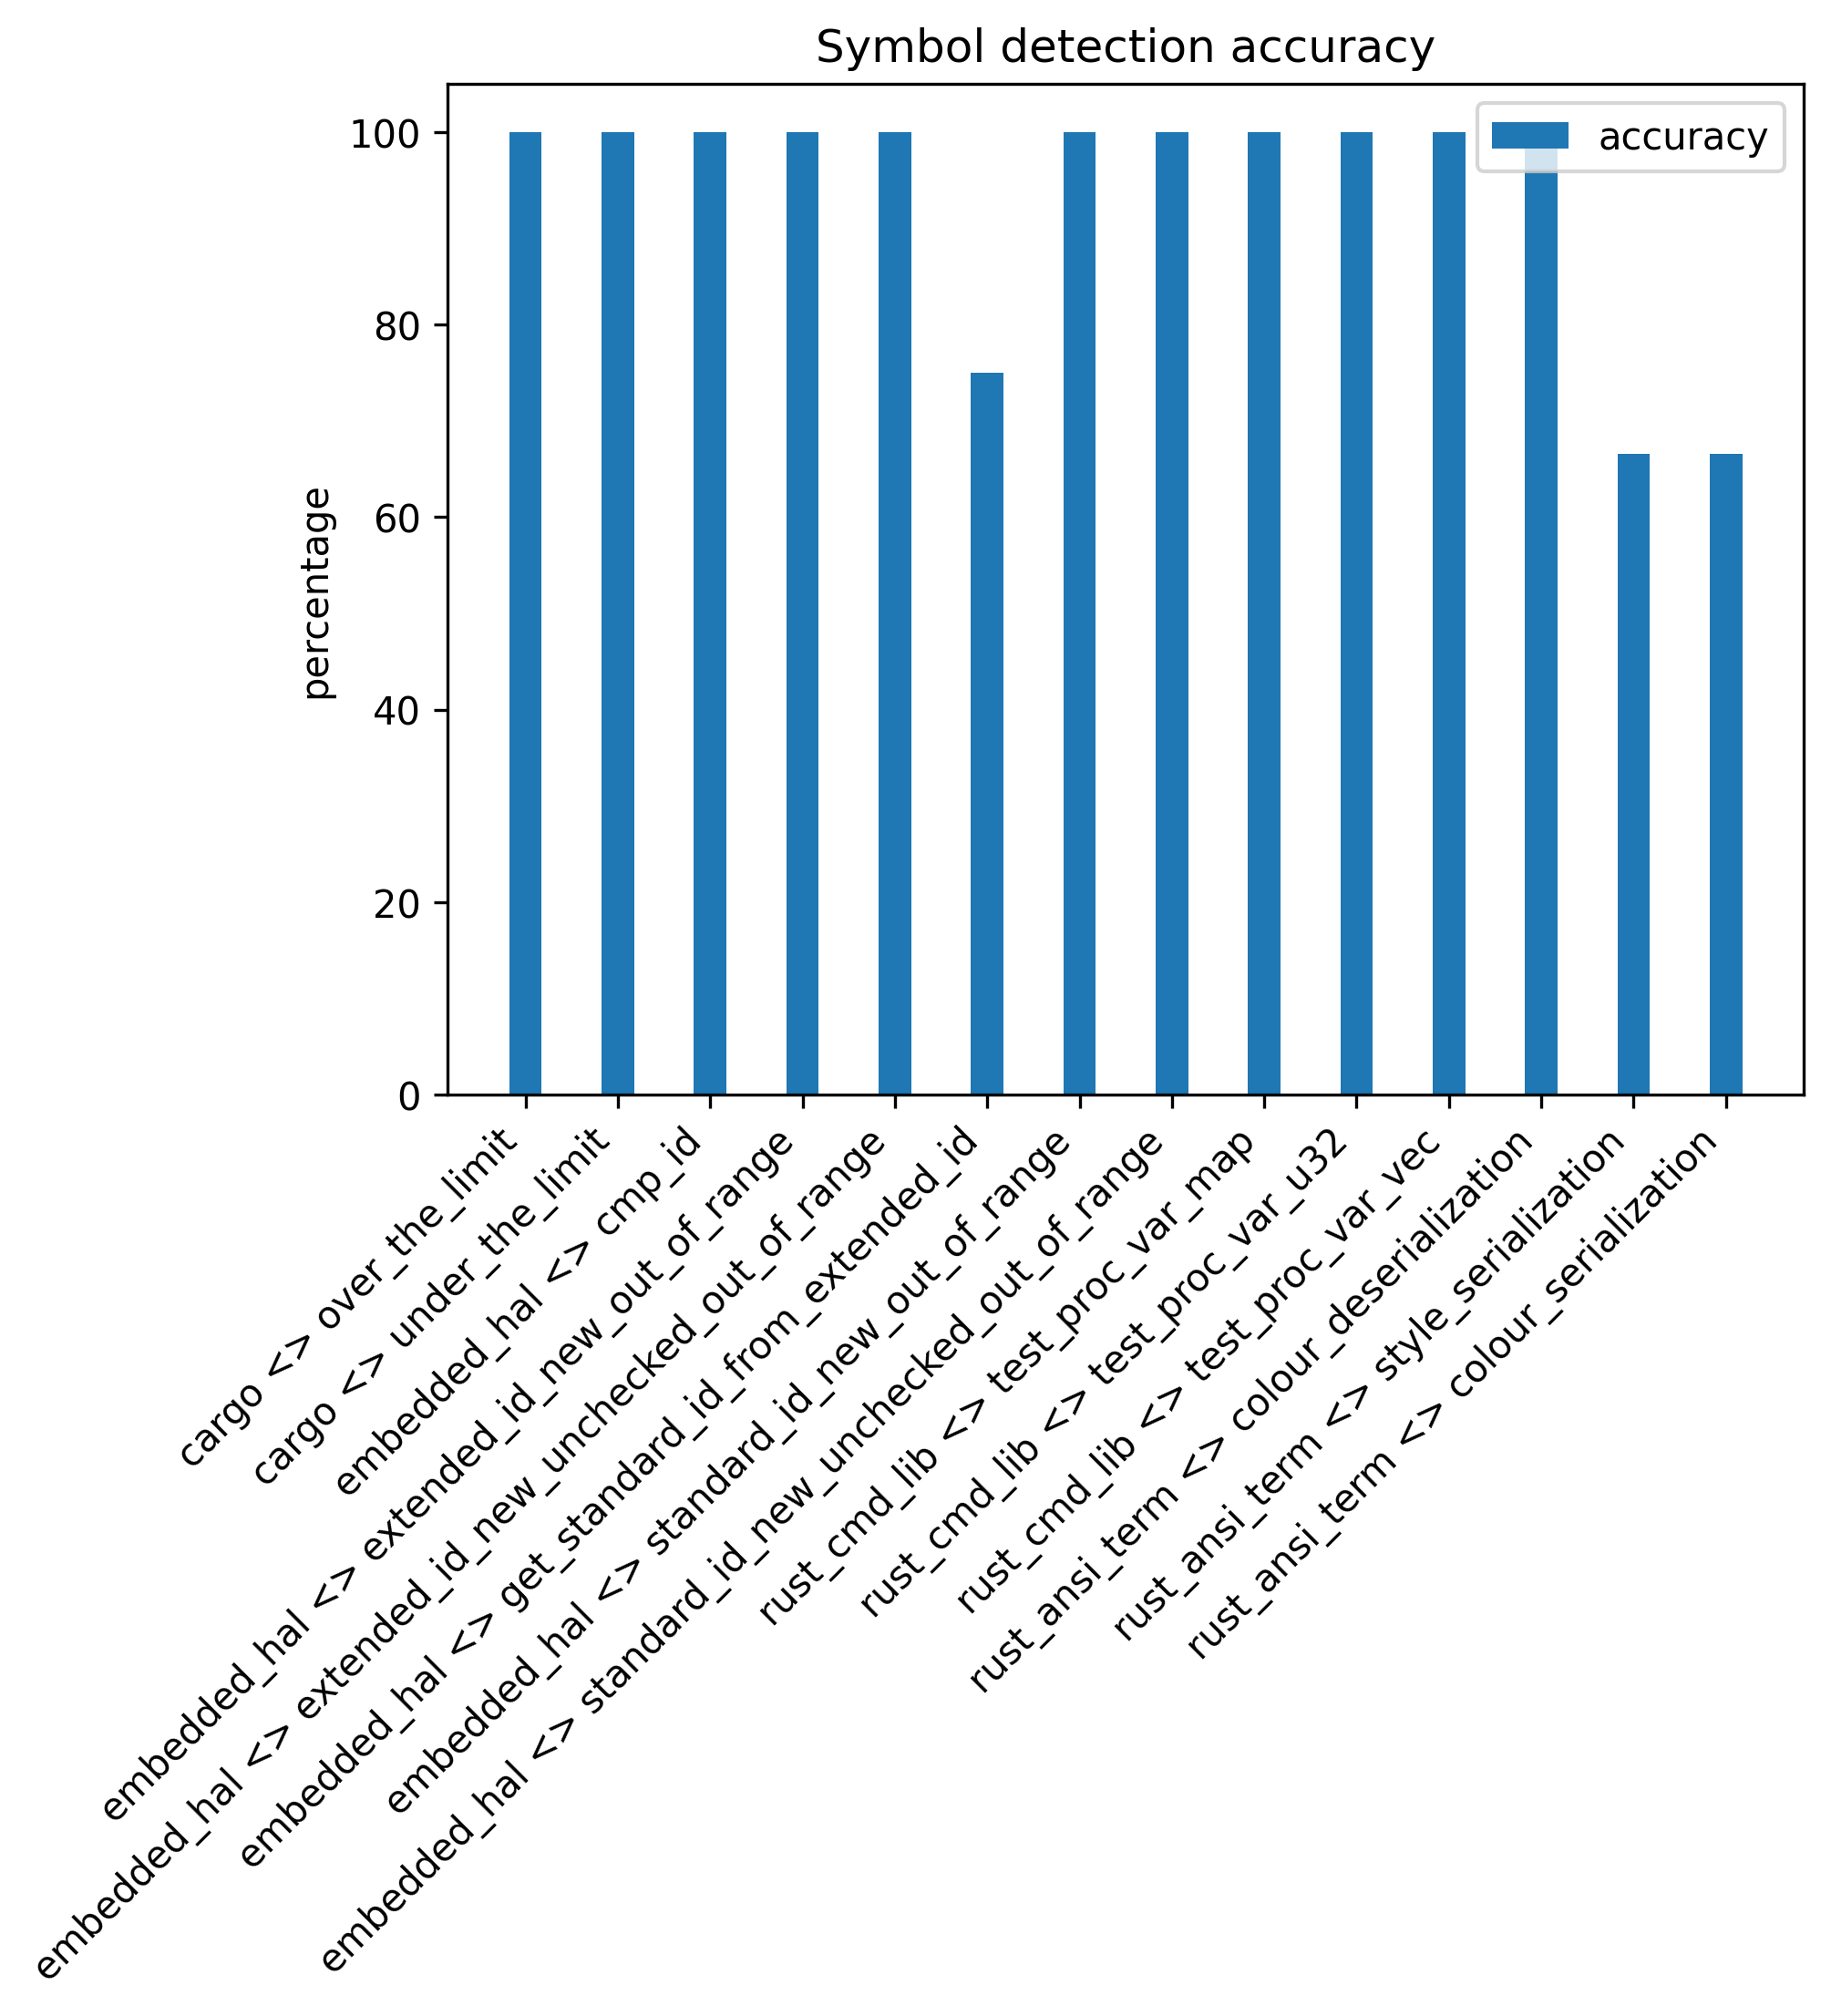 Symbol detection accuracy
accuracy
percentage
100
80
60
40
20
0
cargo <> over_the_limit
cargo <> under_the_limit
embedded_hal <> cmp_id
embedded_hal <> extended_id_new_out_of_range
embedded_hal <> extended_id_new_unchecked_out_of_range
embedded_hal <> get_standard_id_from_extended_id
embedded_hal <> standard_id_new_out_of_range
embedded_hal <> standard_id_new_unchecked_out_of_range
rust_cmd_lib <> test_proc_var_map
rust_cmd_lib <> test_proc_var_u32
rust_cmd_lib <> test_proc_var_vec
rust_ansi_term <> colour_deserialization
rust_ansi_term <> style_serialization
rust_ansi_term <> colour_serialization